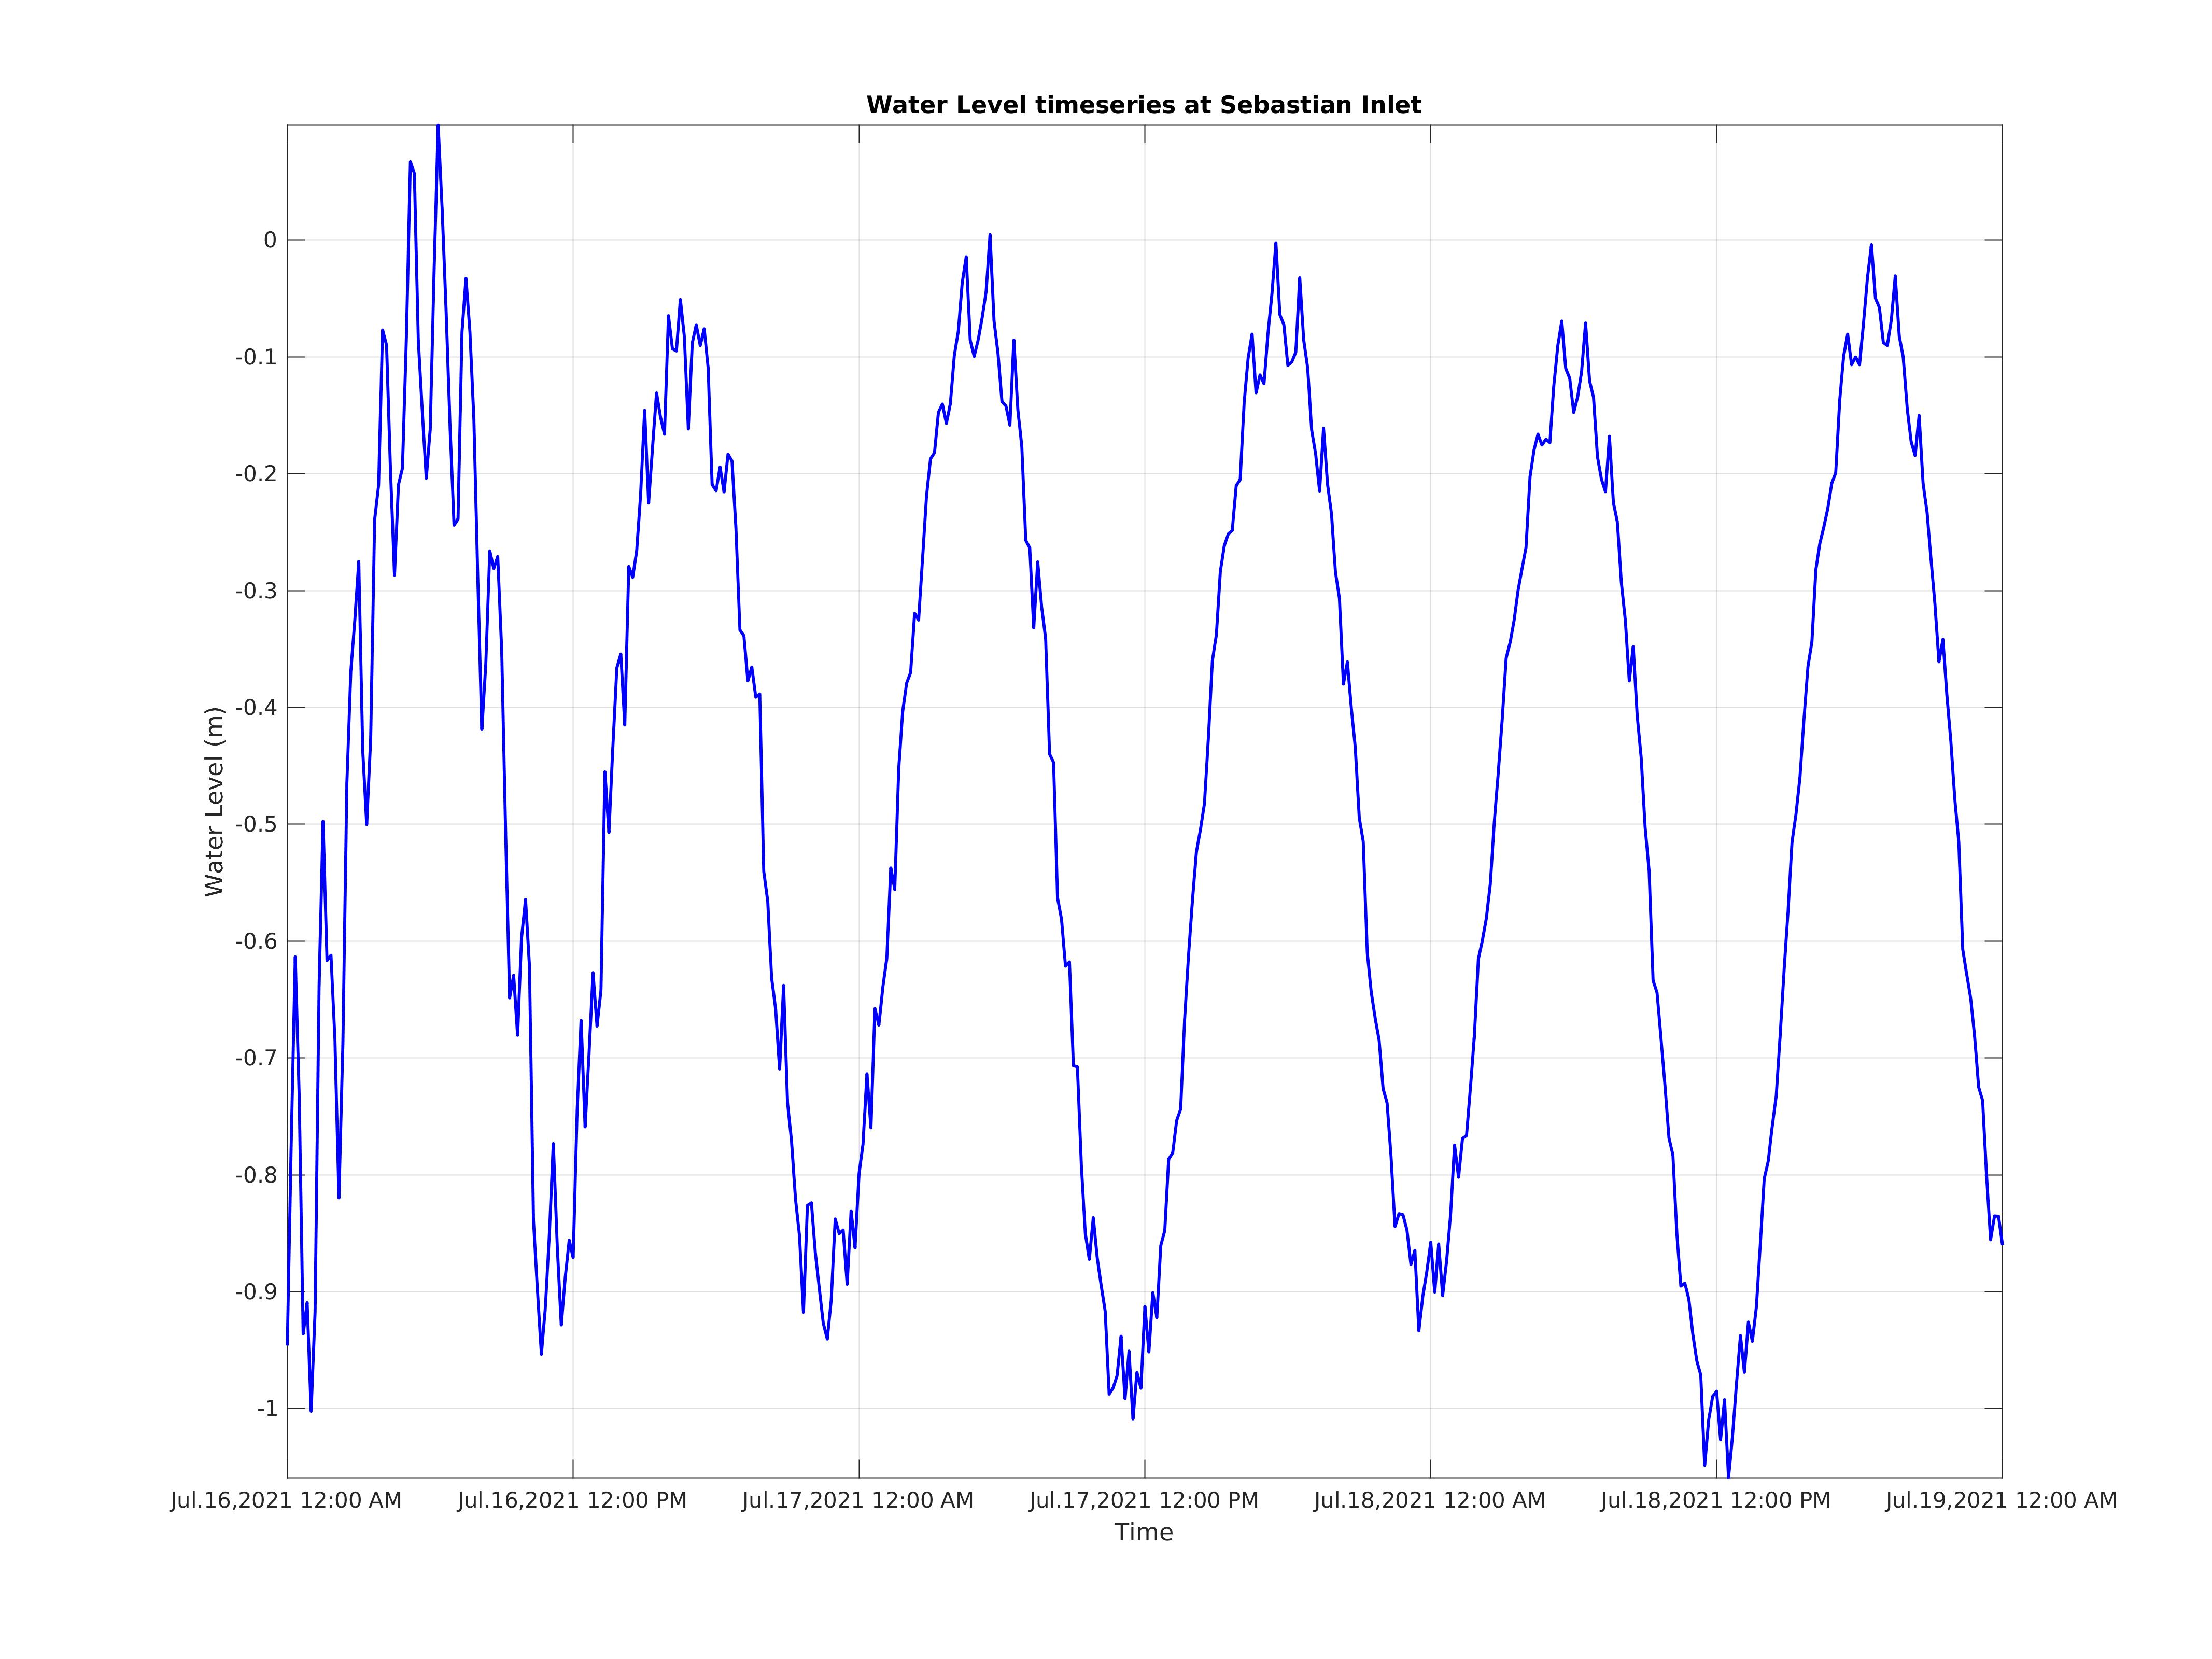 Water Level timeseries at Sebastian Inlet
0
-0.1
-0.2
-0.3
-0.4
-0.5
-0.6
-0.7
-0.8
-0.9
-1
Water Level (m)
Jul.16,2021 12:00 AM
Jul.16,2021 12:00 PM
Jul.17,2021 12:00 AM
Jul.17,2021 12:00 PM
Jul.18,2021 12:00 AM
Jul.18,2021 12:00 PM
Jul.19,2021 12:00 AM
Time